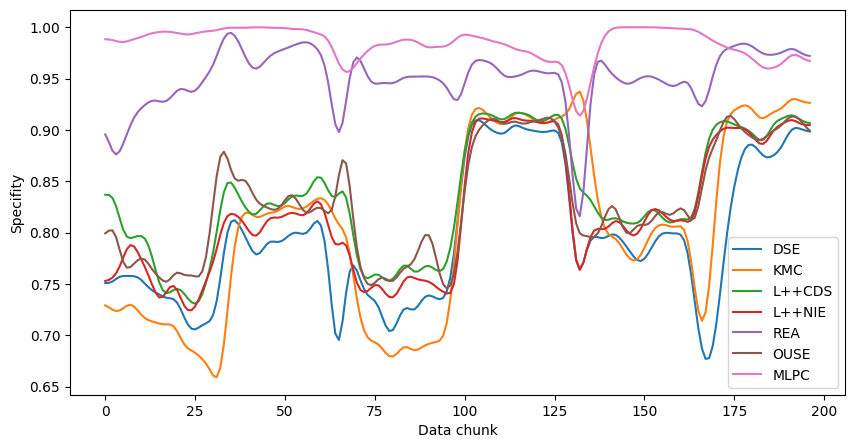 1.00
0.95
0.90
0.85
0.80
0.75
0.70
0.65
Specifity
0 25 50 75 100 125 150 175 200
Data chunk
DSE
KMC
L++CDS
L++NIE
REA
OUSE
MLPC